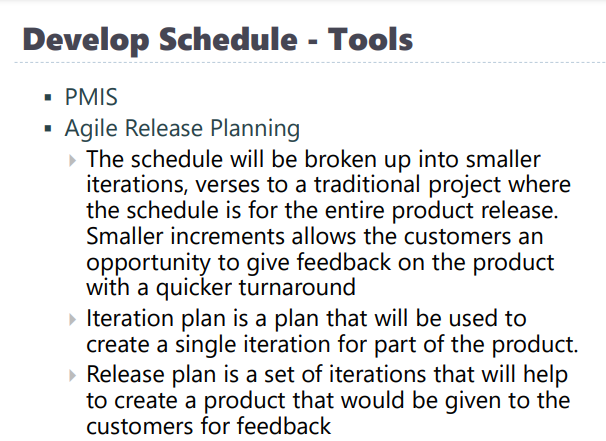 Develop Schedule - Tools
▪ PMIS
▪ Agile Release Planning
The schedule will be broken up into smaller
iterations, verses to a traditional project where
the schedule is for the entire product release.
Smaller increments allows the customers an
opportunity to give feedback on the product
with a quicker turnaround
Iteration plan is a plan that will be used to
create a single iteration for part of the product.
Release plan is a set of iterations that will help
to create a product that would be given to the
customers for feedback